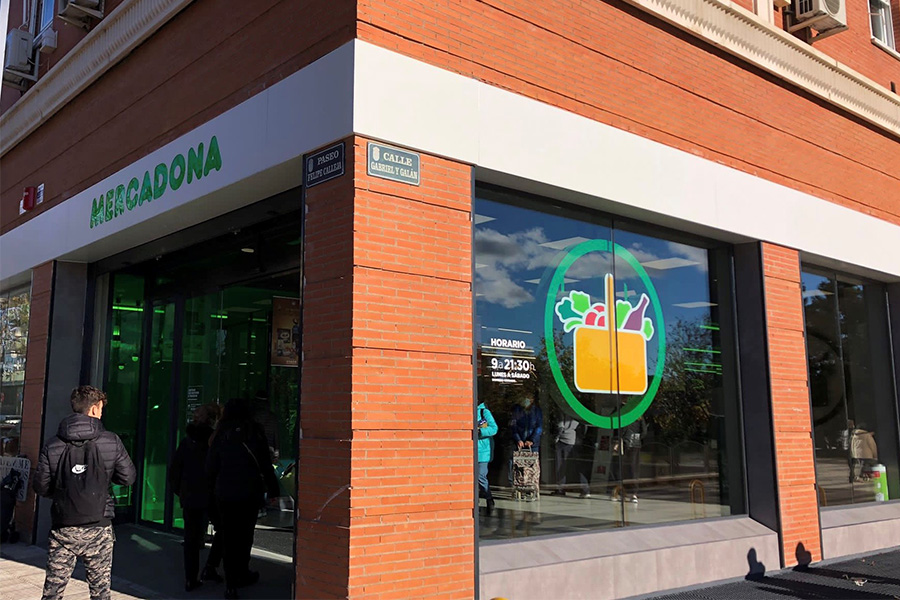 MERCADONA
PASEO
FELIPE CALLEJA
CALLE
GABRIEL Y GALÁN
HORARIO
9 a 21:30h.
LUNES A SÁBADO